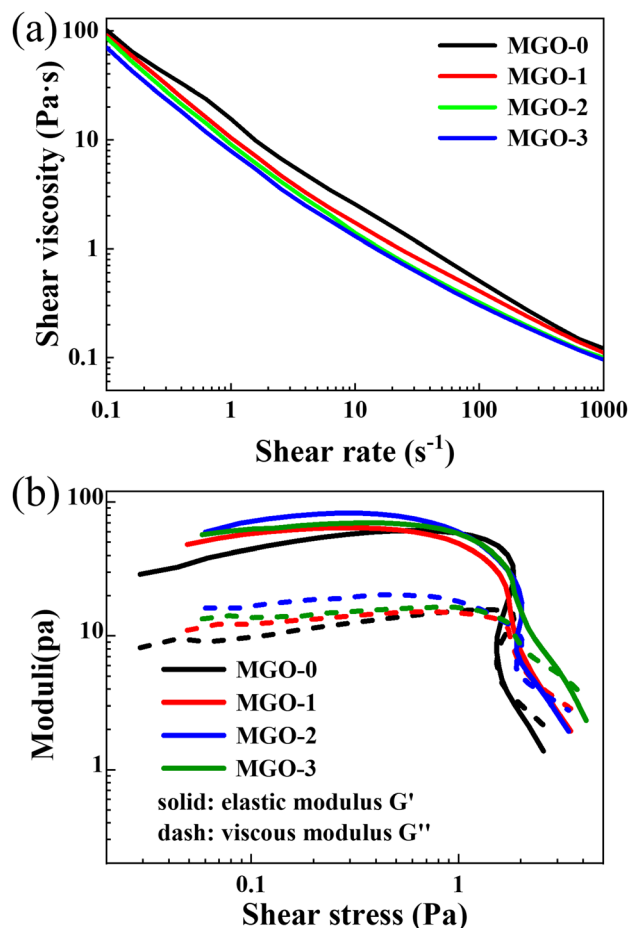 (a)
100
10
1
0.1
Shear viscosity (Pa·s)
MGO-0
MGO-1
MGO-2
MGO-3
0.1
1
10
100
1000
Shear rate (s⁻¹)
(b)
100
10
1
Moduli(pa)
MGO-0
MGO-1
MGO-2
MGO-3
solid: elastic modulus G'
dash: viscous modulus G''
0.1
1
Shear stress (Pa)